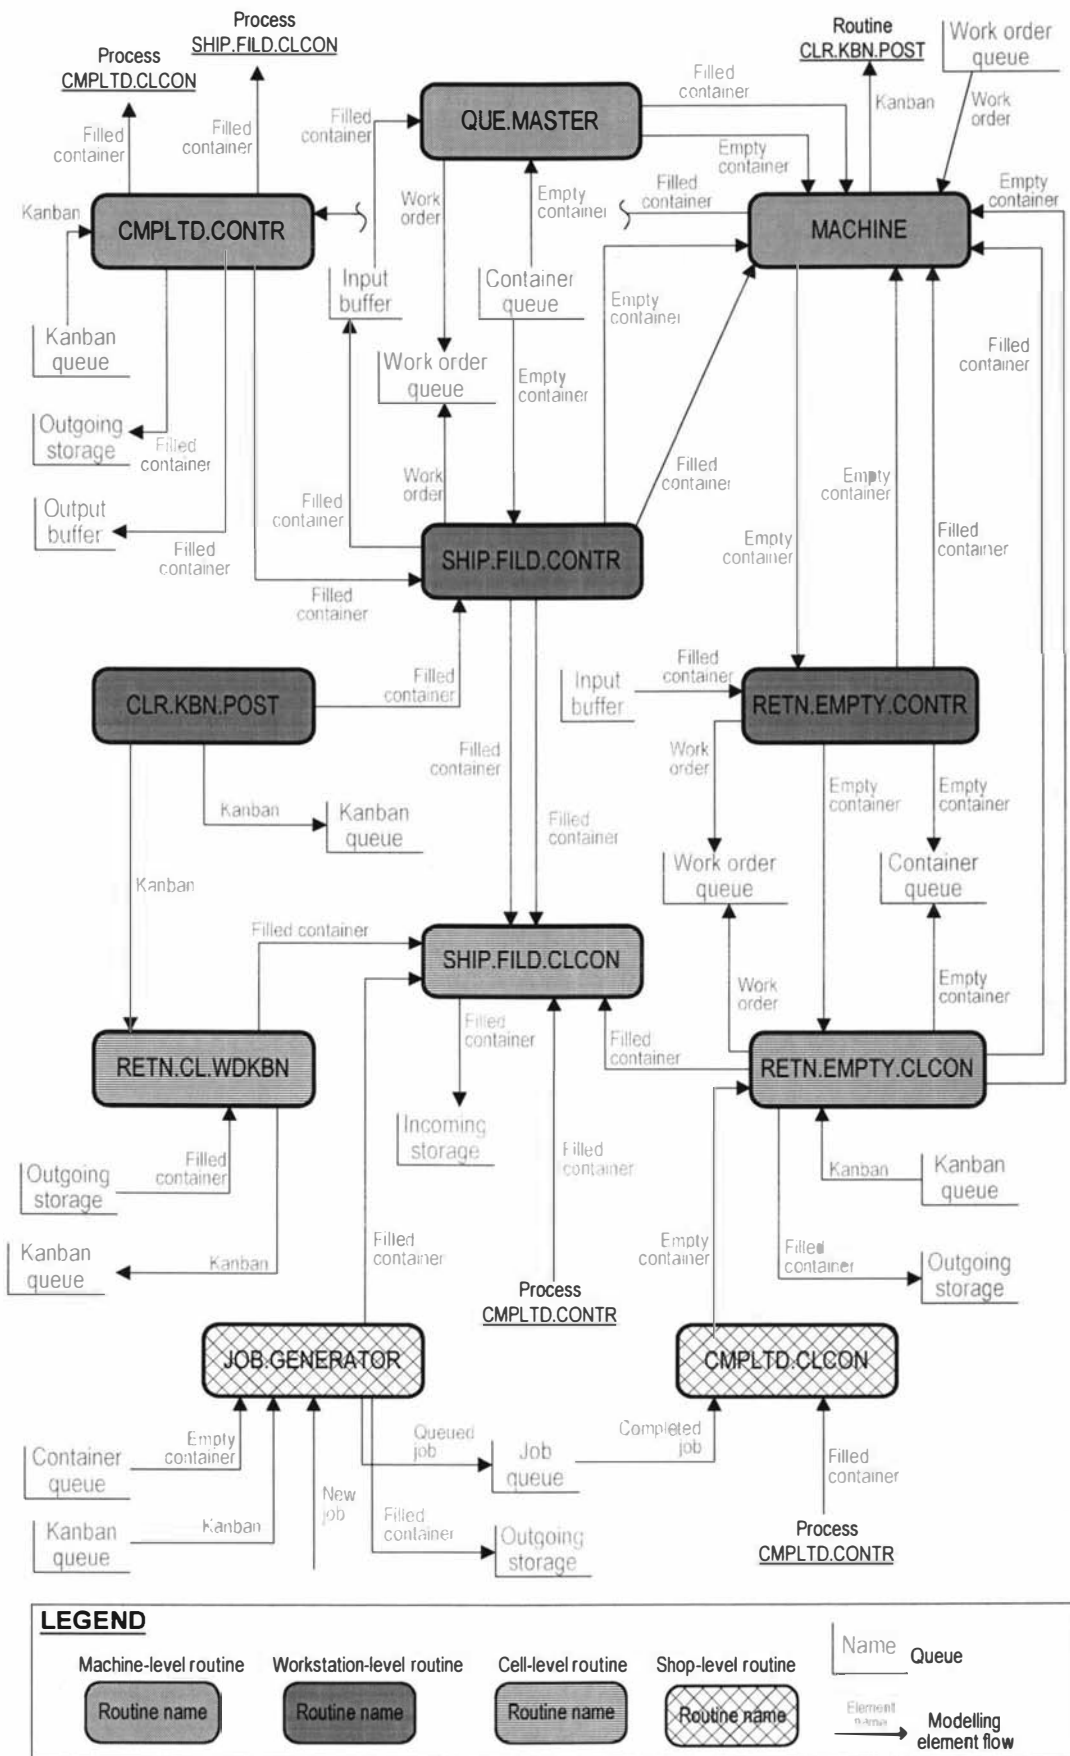 Process
SHIP.FILD.CLCON
Process
CMPLTD.CLCON
Routine
CLR.KBN.POST
Work order
queue
Filled
container
Filled
container
Filled
container
QUE.MASTER
Filled
container
Kanban
Work
order
Empty
container
Kanban
CMPLTD.CONTR
Work
order
Empty
container
Filled
container
MACHINE
Empty
container
Input
buffer
Container
queue
Empty
container
Kanban
queue
Work order
queue
Empty
container
Filled
container
Outgoing
storage
Filled
container
Work
order
Filled
container
Empty
container
Output
buffer
Filled
container
Filled
container
Empty
container
Filled
container
SHIP.FILD.CONTR
Filled
container
CLR.KBN.POST
Filled
container
Input
buffer
Filled
container
RETN.EMPTY.CONTR
Filled
container
Work
order
Empty
container
Empty
container
Kanban
Kanban
queue
Filled
container
Work order
queue
Container
queue
Kanban
Filled container
SHIP.FILD.CLCON
Work
order
Empty
container
Filled
container
Filled
container
RETN.CL.WDKBN
RETN.EMPTY.CLCON
Incoming
storage
Filled
container
Outgoing
storage
Filled
container
Kanban
Kanban
queue
Kanban
queue
Kanban
Filled
container
Empty
container
Filled
container
Outgoing
storage
Process
CMPLTD.CONTR
JOB.GENERATOR
CMPLTD.CLCON
Container
queue
Empty
container
Queued
job
Job
queue
Completed
job
Filled
container
Kanban
queue
Kanban
New
job
Filled
container
Outgoing
storage
Process
CMPLTD.CONTR
LEGEND
Machine-level routine
Routine name
Workstation-level routine
Routine name
Cell-level routine
Routine name
Shop-level routine
Routine name
Name
Queue
Element
name
Modelling
element flow